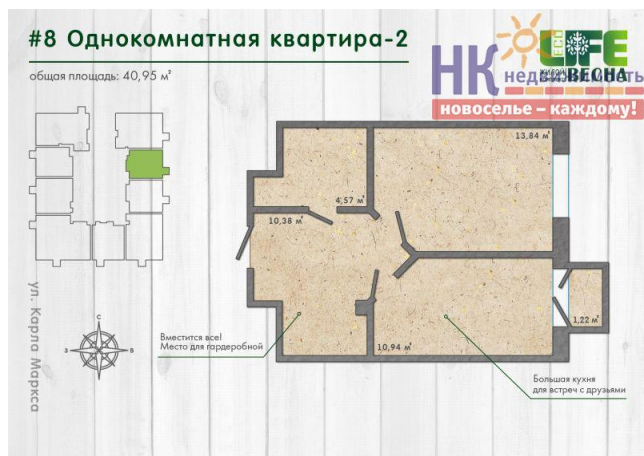 #8 Однокомнатная квартира-2
общая площадь: 40,95 м²
НК
недвижимость
новоселье – каждому!
LIFE
ВЕСНА
13,84 м²
4,57 м²
10,38 м²
1,22 м²
10,94 м²
ул. Карла Маркса
С
З
В
Вместится все!
Место для гардеробной
Большая кухня
для встреч с друзьями